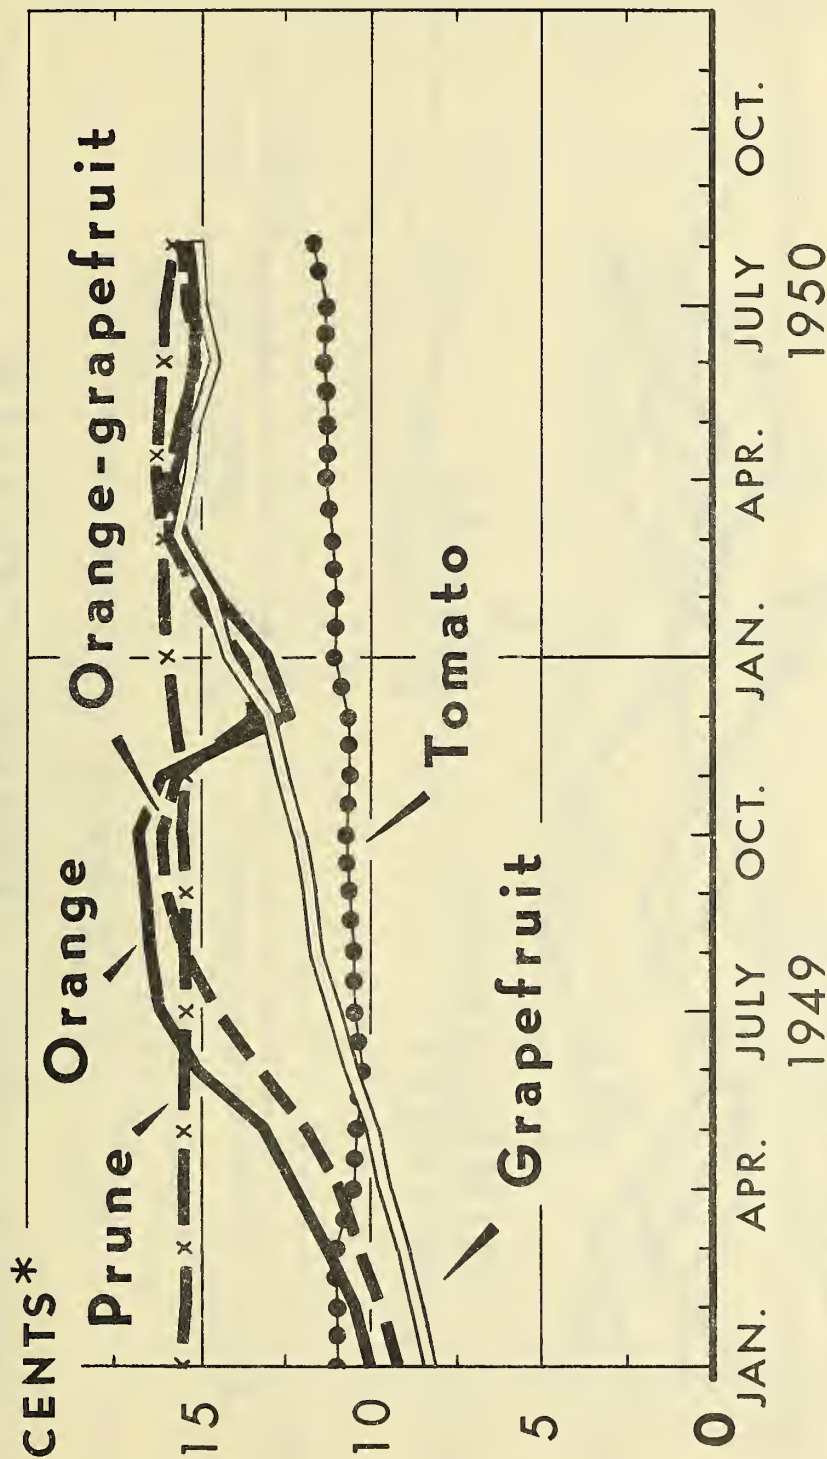 CENTS*
Prune
Orange
Orange-grapefruit
15
10
5
0
Tomato
Grapefruit
JAN. APR. JULY OCT. JAN. APR. JULY OCT.
1949 1950